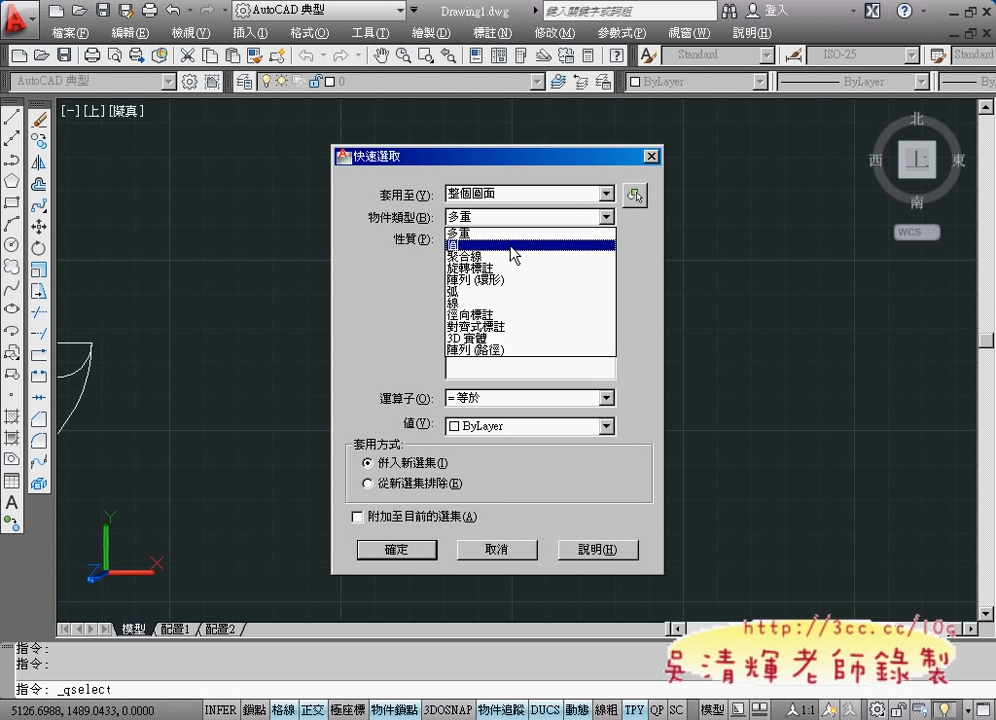 AutoCAD 典型
Drawing1.dwg
鍵入關鍵字或詞組
登入
檔案(F) 編輯(E) 檢視(V) 插入(I) 格式(O) 工具(T) 繪製(D) 標註(N) 修改(M) 參數式(P) 視窗(W) 說明(H)
Standard
ISO-25
Standard
AutoCAD 典型
0
ByLayer
ByLayer
[−] [上] [擬真]
北
西
上
東
南
WCS
快速選取
套用至(Y):
整個圖面
物件類型(B):
多重
性質(P):
多重
圓
聚合線
旋轉標註
陣列 (環形)
弧
線
徑向標註
對齊式標註
3D 實體
陣列 (路徑)
運算子(O):
= 等於
值(V):
ByLayer
套用方式:
併入新選集(I)
從新選集排除(E)
附加至目前的選集(A)
確定
取消
說明(H)
Y
X
Z
模型 配置1 配置2
http://3cc.cc/10g
吳清輝老師錄製
指令:
指令:
指令: _qselect
5126.6988, 1489.0433, 0.0000
INFER 鎖點 格線 正交 極座標 物件鎖點 3DOSNAP 物件追蹤 DUCS 動態 線粗 TPY QP SC 模型 1:1